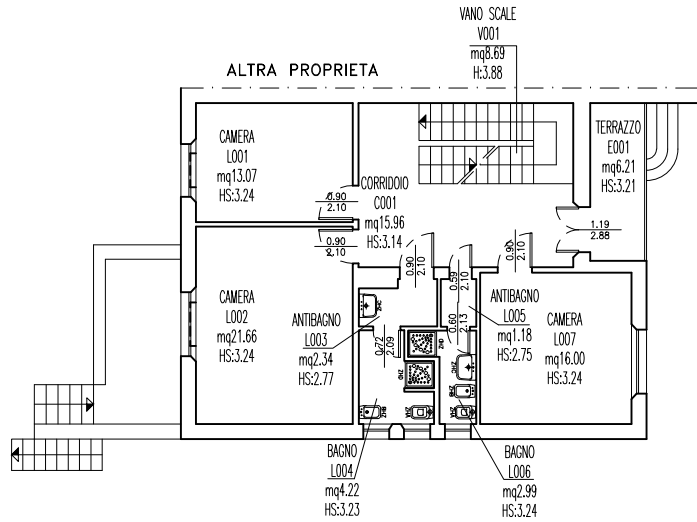 VANO SCALE
V001
mq8.69
H:3.88
ALTRA PROPRIETA
CAMERA
L001
mq13.07
HS:3.24
CORRIDOIO
C001
mq15.96
HS:3.14
TERRAZZO
E001
mq6.21
HS:3.21
0.90
2.10
0.90
2.10
1.19
2.88
0.90
2.10
0.59
2.10
0.90
2.10
CAMERA
L002
mq21.66
HS:3.24
ANTIBAGNO
L003
mq2.34
HS:2.77
0.72
2.09
0.60
2.13
ANTIBAGNO
L005
mq1.18
HS:2.75
CAMERA
L007
mq16.00
HS:3.24
BAGNO
L004
mq4.22
HS:3.23
BAGNO
L006
mq2.99
HS:3.24